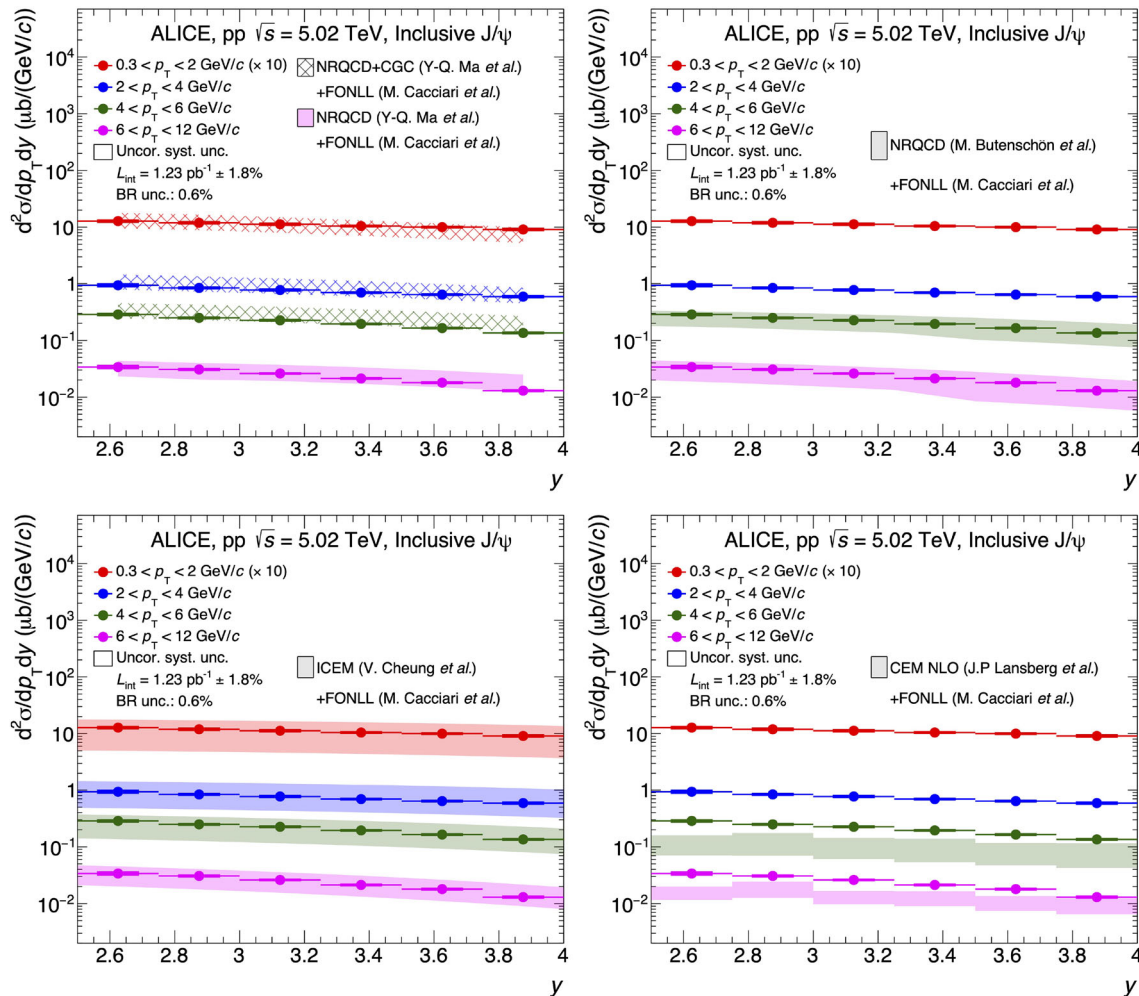 ALICE, pp √s = 5.02 TeV, Inclusive J/ψ
0.3 < pT < 2 GeV/c (× 10)
2 < pT < 4 GeV/c
4 < pT < 6 GeV/c
6 < pT < 12 GeV/c
Uncor. syst. unc.
Lint = 1.23 pb-1 ± 1.8%
BR unc.: 0.6%
NRQCD+CGC (Y-Q. Ma et al.)
+FONLL (M. Cacciari et al.)
NRQCD (Y-Q. Ma et al.)
+FONLL (M. Cacciari et al.)
d2σ/dpTdy (μb/(GeV/c))
104
103
102
10
1
10−1
10−2
2.6 2.8 3 3.2 3.4 3.6 3.8 4
y
ALICE, pp √s = 5.02 TeV, Inclusive J/ψ
0.3 < pT < 2 GeV/c (× 10)
2 < pT < 4 GeV/c
4 < pT < 6 GeV/c
6 < pT < 12 GeV/c
Uncor. syst. unc.
Lint = 1.23 pb-1 ± 1.8%
BR unc.: 0.6%
NRQCD (M. Butenschön et al.)
+FONLL (M. Cacciari et al.)
d2σ/dpTdy (μb/(GeV/c))
104
103
102
10
1
10−1
10−2
2.6 2.8 3 3.2 3.4 3.6 3.8 4
y
ALICE, pp √s = 5.02 TeV, Inclusive J/ψ
0.3 < pT < 2 GeV/c (× 10)
2 < pT < 4 GeV/c
4 < pT < 6 GeV/c
6 < pT < 12 GeV/c
Uncor. syst. unc.
Lint = 1.23 pb-1 ± 1.8%
BR unc.: 0.6%
ICEM (V. Cheung et al.)
+FONLL (M. Cacciari et al.)
d2σ/dpTdy (μb/(GeV/c))
104
103
102
10
1
10−1
10−2
2.6 2.8 3 3.2 3.4 3.6 3.8 4
y
ALICE, pp √s = 5.02 TeV, Inclusive J/ψ
0.3 < pT < 2 GeV/c (× 10)
2 < pT < 4 GeV/c
4 < pT < 6 GeV/c
6 < pT < 12 GeV/c
Uncor. syst. unc.
Lint = 1.23 pb-1 ± 1.8%
BR unc.: 0.6%
CEM NLO (J.P Lansberg et al.)
+FONLL (M. Cacciari et al.)
d2σ/dpTdy (μb/(GeV/c))
104
103
102
10
1
10−1
10−2
2.6 2.8 3 3.2 3.4 3.6 3.8 4
y